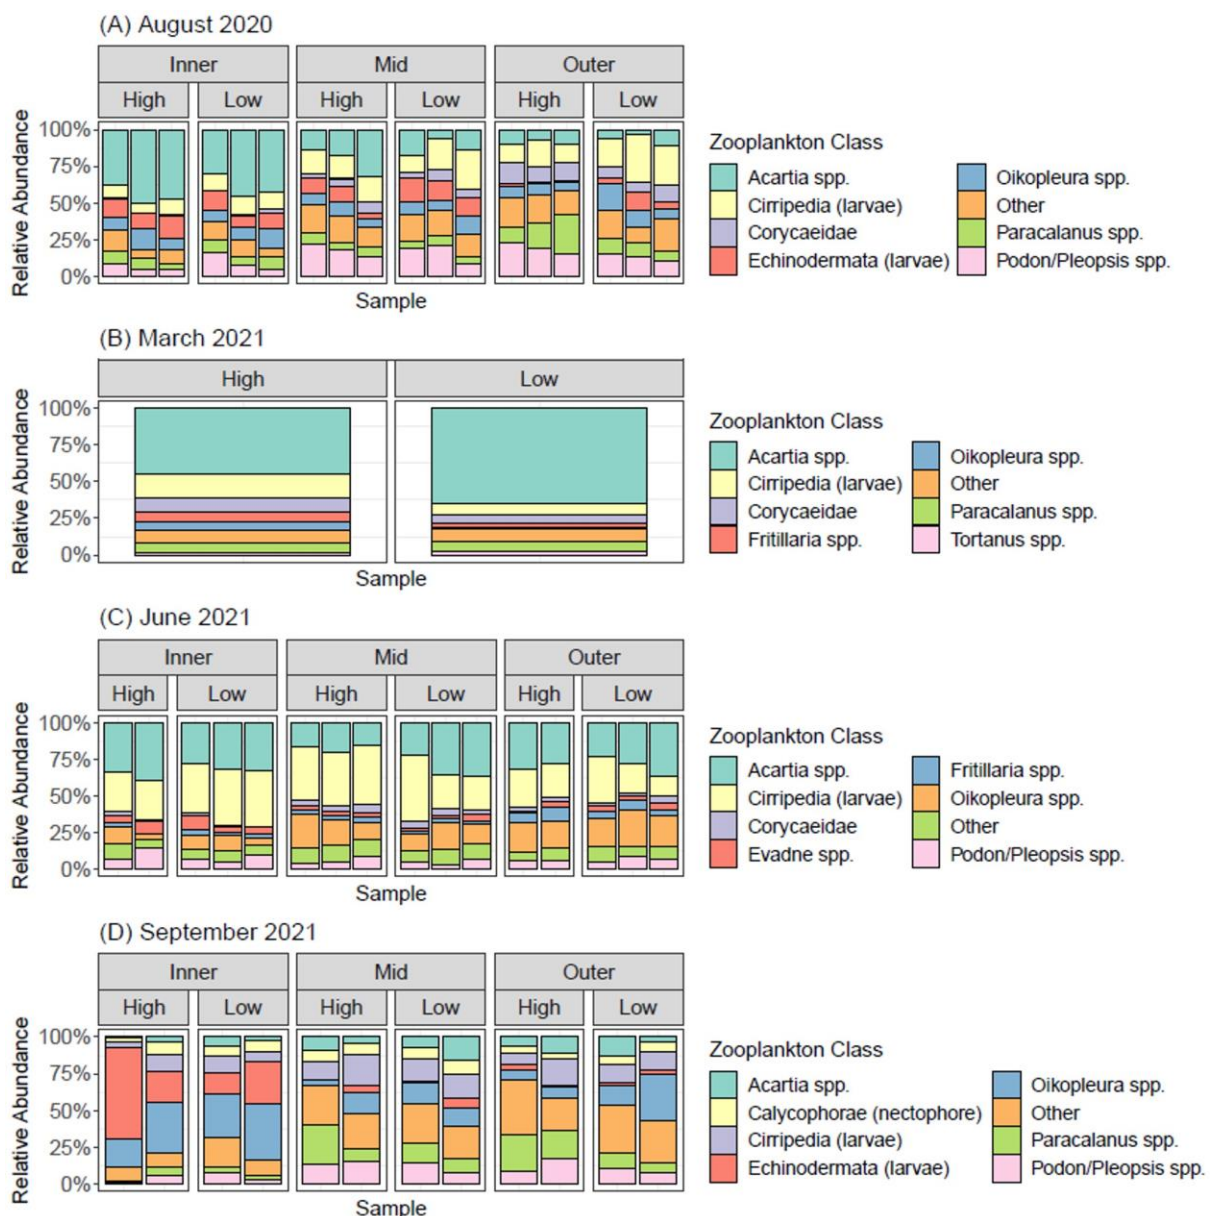 (A) August 2020
Inner Mid Outer
High Low High Low High Low
Relative Abundance
100%
75%
50%
25%
0%
Sample
Zooplankton Class
Acartia spp. Oikopleura spp.
Cirripedia (larvae) Other
Corycaeidae Paracalanus spp.
Echinodermata (larvae) Podon/Pleopsis spp.
(B) March 2021
High Low
Relative Abundance
100%
75%
50%
25%
0%
Sample
Zooplankton Class
Acartia spp. Oikopleura spp.
Cirripedia (larvae) Other
Corycaeidae Paracalanus spp.
Fritillaria spp. Tortanus spp.
(C) June 2021
Inner Mid Outer
High Low High Low High Low
Relative Abundance
100%
75%
50%
25%
0%
Sample
Zooplankton Class
Acartia spp. Fritillaria spp.
Cirripedia (larvae) Oikopleura spp.
Corycaeidae Other
Evadne spp. Podon/Pleopsis spp.
(D) September 2021
Inner Mid Outer
High Low High Low High Low
Relative Abundance
100%
75%
50%
25%
0%
Sample
Zooplankton Class
Acartia spp. Oikopleura spp.
Calycophorae (nectophore) Other
Cirripedia (larvae) Paracalanus spp.
Echinodermata (larvae) Podon/Pleopsis spp.